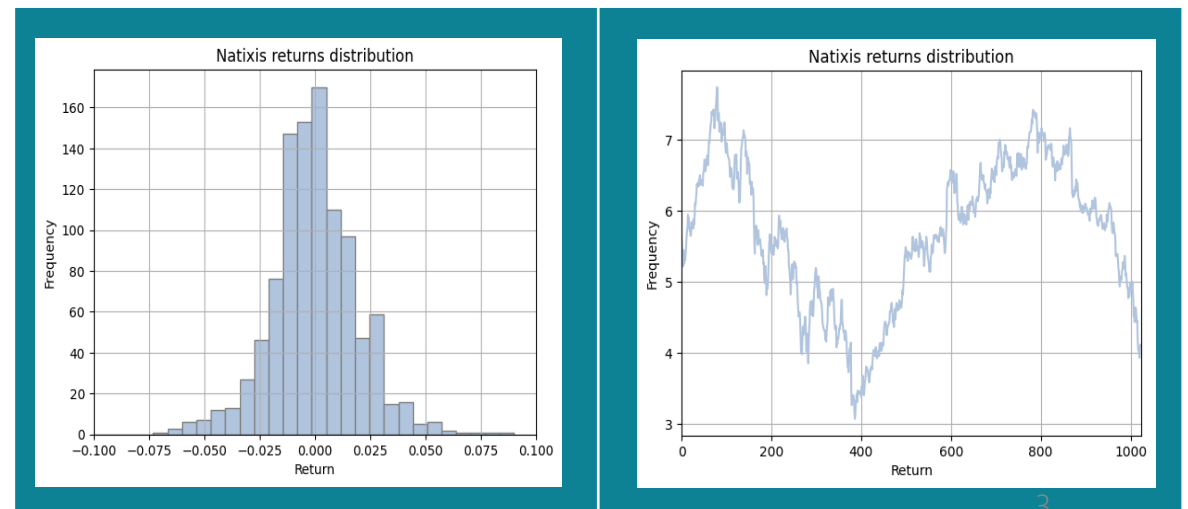 Natixis returns distribution
160
140
120
100
80
60
40
20
0
Frequency
−0.100 −0.075 −0.050 −0.025 0.000 0.025 0.050 0.075 0.100
Return
Natixis returns distribution
7
6
5
4
3
Frequency
0 200 400 600 800 1000
Return
3